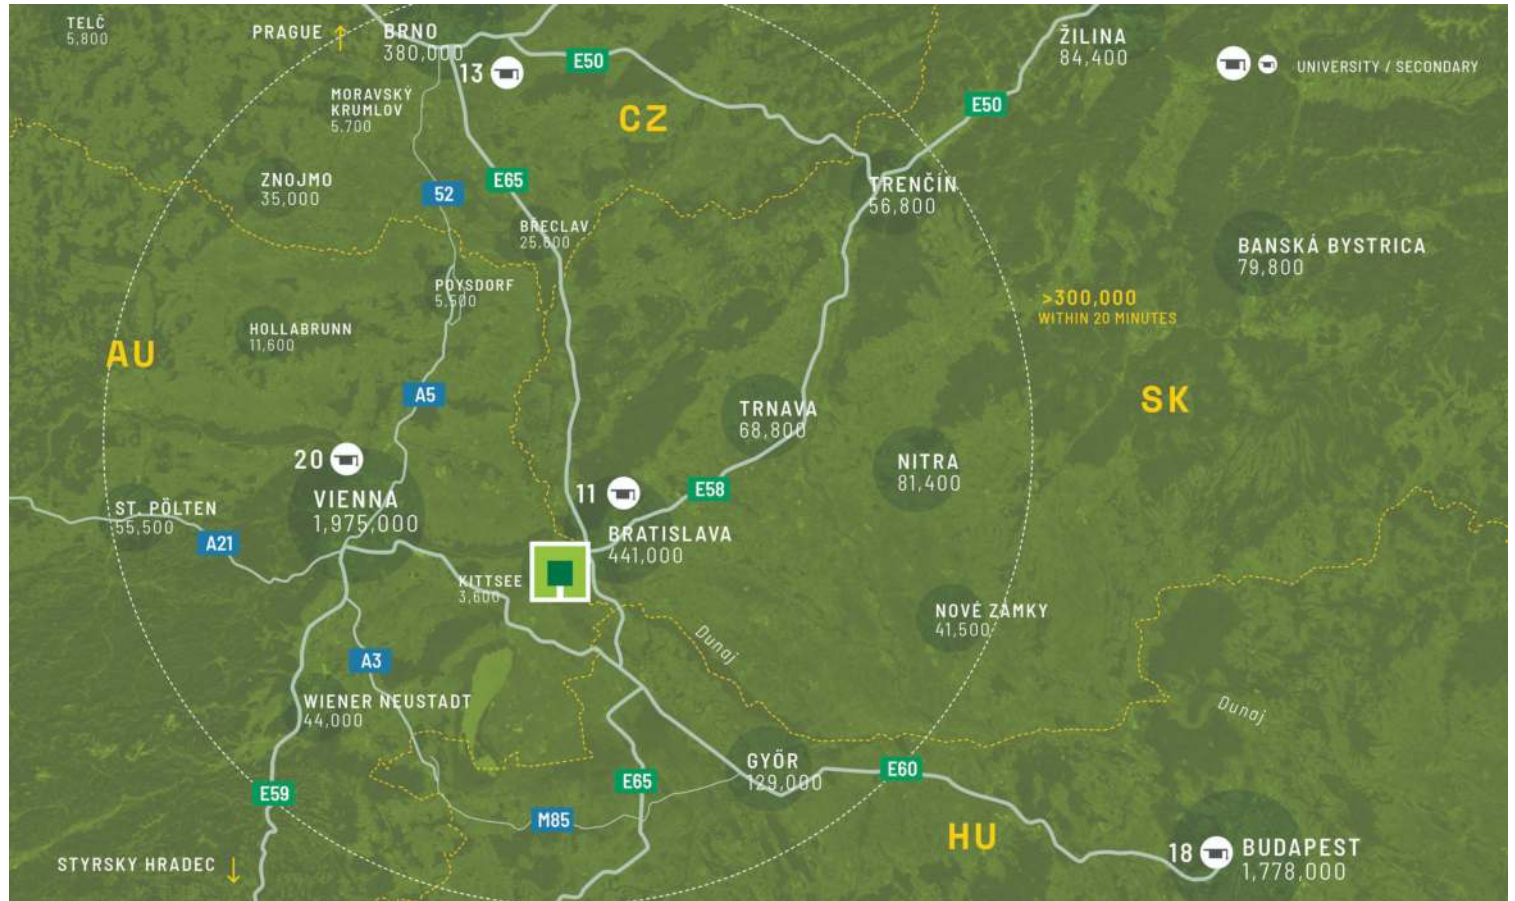 TELČ
5,800
PRAGUE ↑
BRNO
380,000
13
E50
ŽILINA
84,400
UNIVERSITY / SECONDARY
MORAVSKÝ
KRUMLOV
5.700
CZ
E50
ZNOJMO
35,000
52
E65
TRENČÍN
56,800
BŘECLAV
25,600
BANSKÁ BYSTRICA
79,800
POYSDORF
5,500
>300,000
WITHIN 20 MINUTES
HOLLABRUNN
11,600
AU
A5
SK
TRNAVA
68,800
20
NITRA
81,400
VIENNA
1,975,000
11
E58
ST. PÖLTEN
55,500
A21
BRATISLAVA
441,000
KITTSEE
3,600
NOVÉ ZÁMKY
41,500
Dunaj
A3
WIENER NEUSTADT
44,000
Dunaj
GYŐR
129,000
E60
E65
E59
M85
HU
18
BUDAPEST
1,778,000
STYRSKY HRADEC ↓